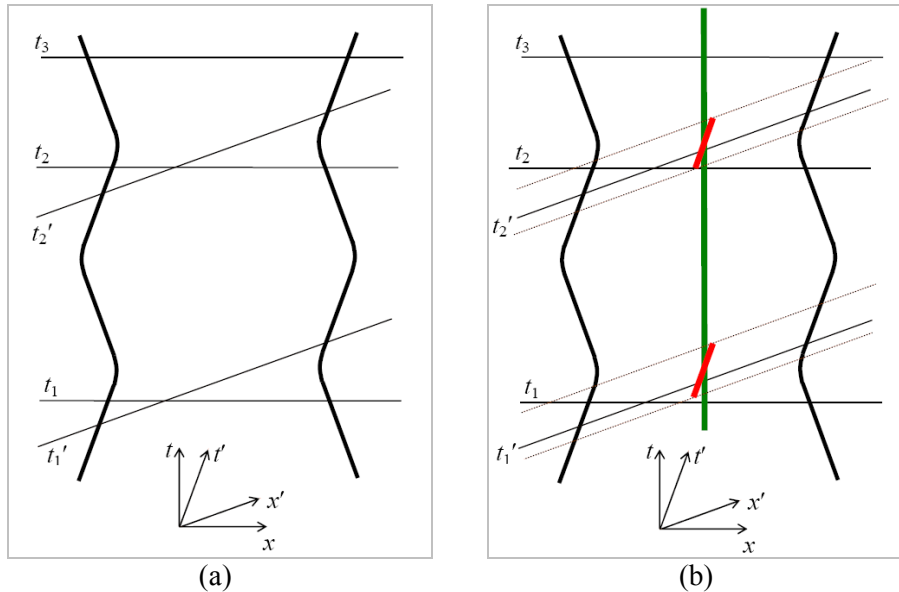 t₃
t₂
t₂′
t₁
t₁′
t
t′
x′
x
(a)
t₃
t₂
t₂′
t₁
t₁′
t
t′
x′
x
(b)